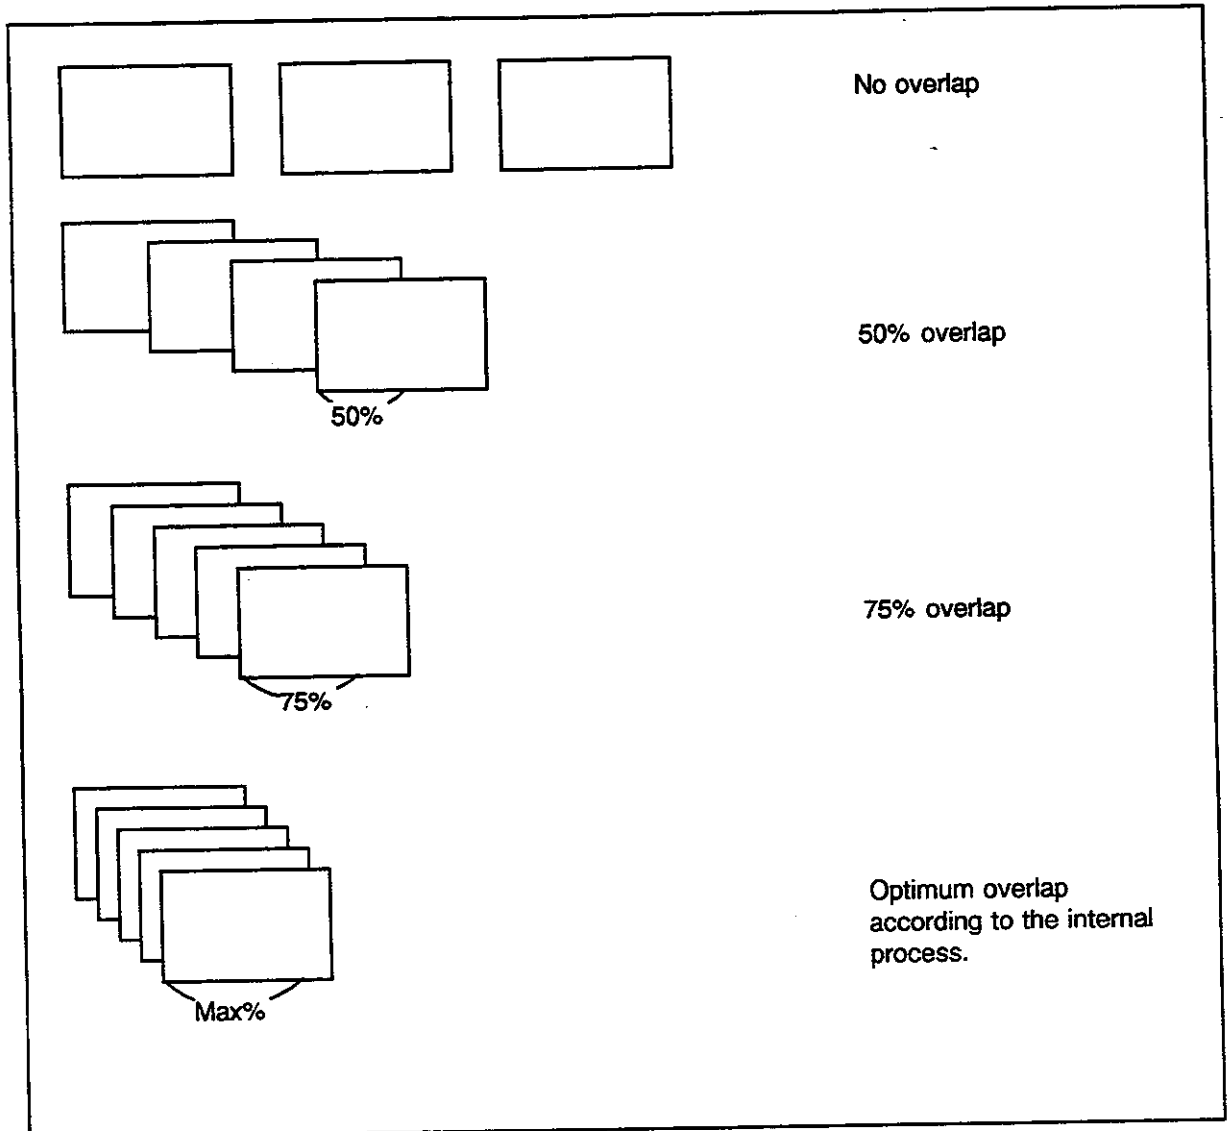 No overlap
50% overlap
50%
75% overlap
75%
Optimum overlap
according to the internal
process.
Max%